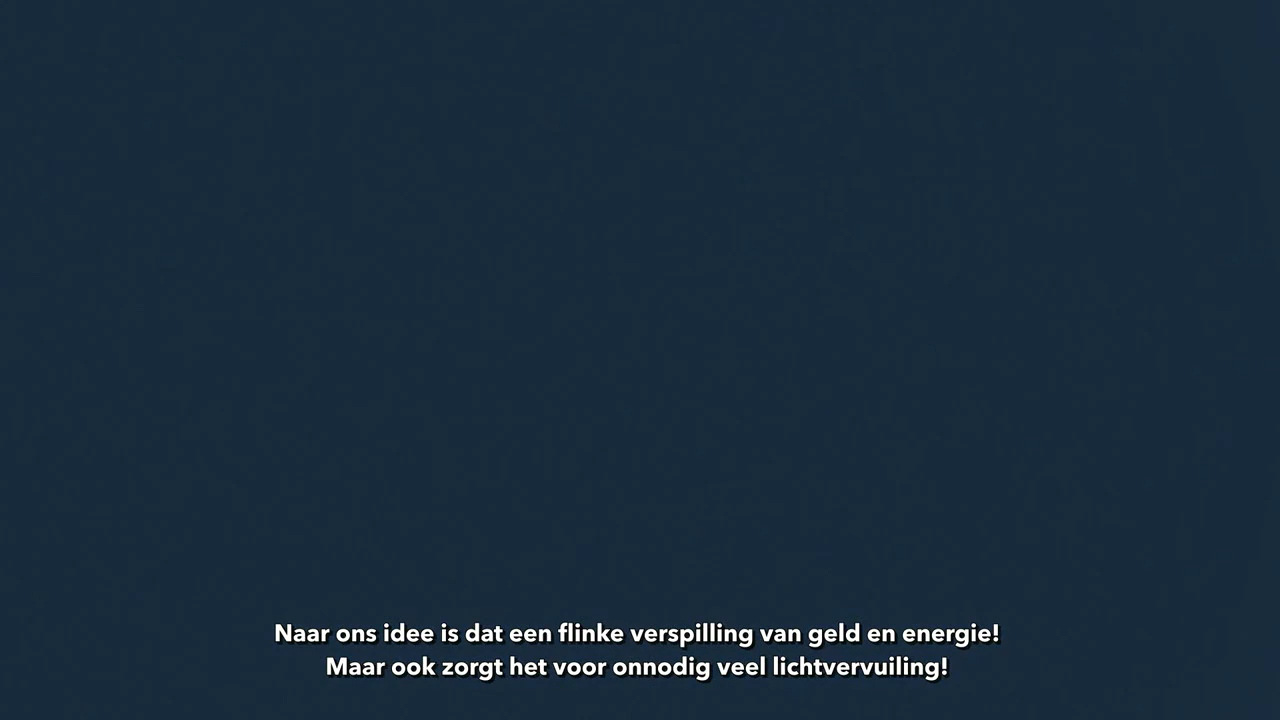 Naar ons idee is dat een flinke verspilling van geld en energie!
Maar ook zorgt het voor onnodig veel lichtvervuiling!